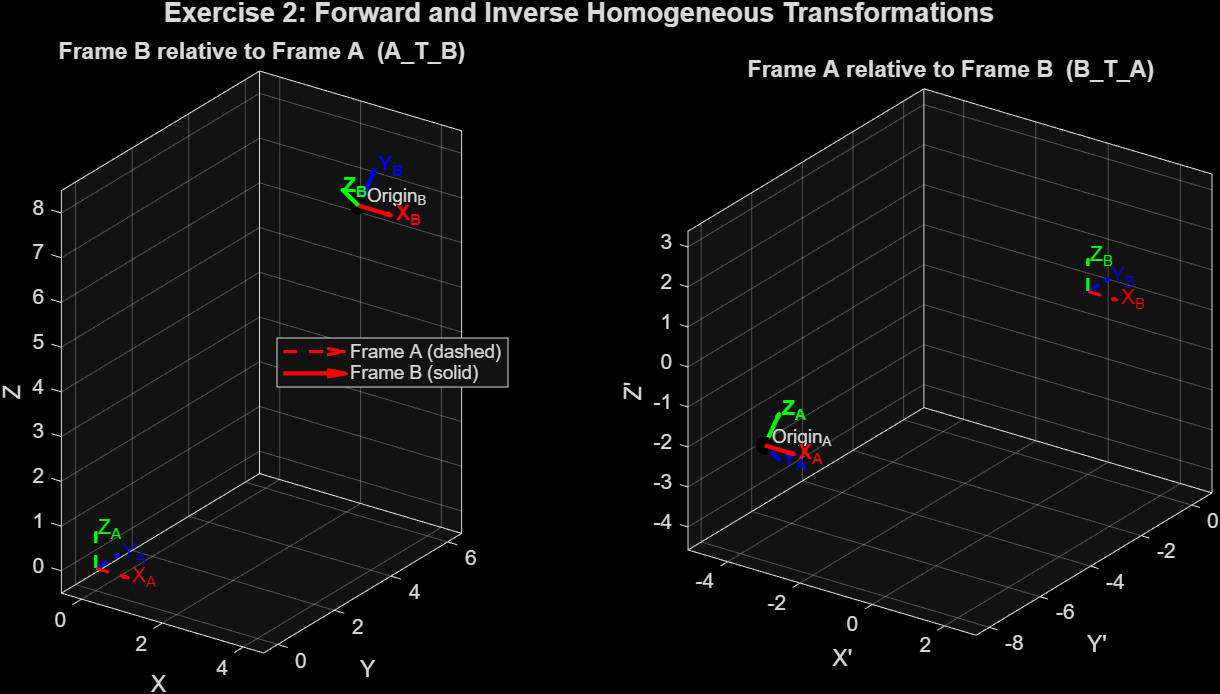 Exercise 2: Forward and Inverse Homogeneous Transformations
Frame B relative to Frame A (A_T_B)
8
7
6
5
4
3
2
1
0
Z
0
2
4
X
0
2
4
6
Y
Y_B
Z_B
Origin_B
X_B
Z_A
Y_A
X_A
Frame A (dashed)
Frame B (solid)
Frame A relative to Frame B (B_T_A)
3
2
1
0
-1
-2
-3
-4
Z'
-4
-2
0
2
X'
-8
-6
-4
-2
0
Y'
Z_B
Y_B
X_B
Z_A
Origin_A
X_A
Y_A